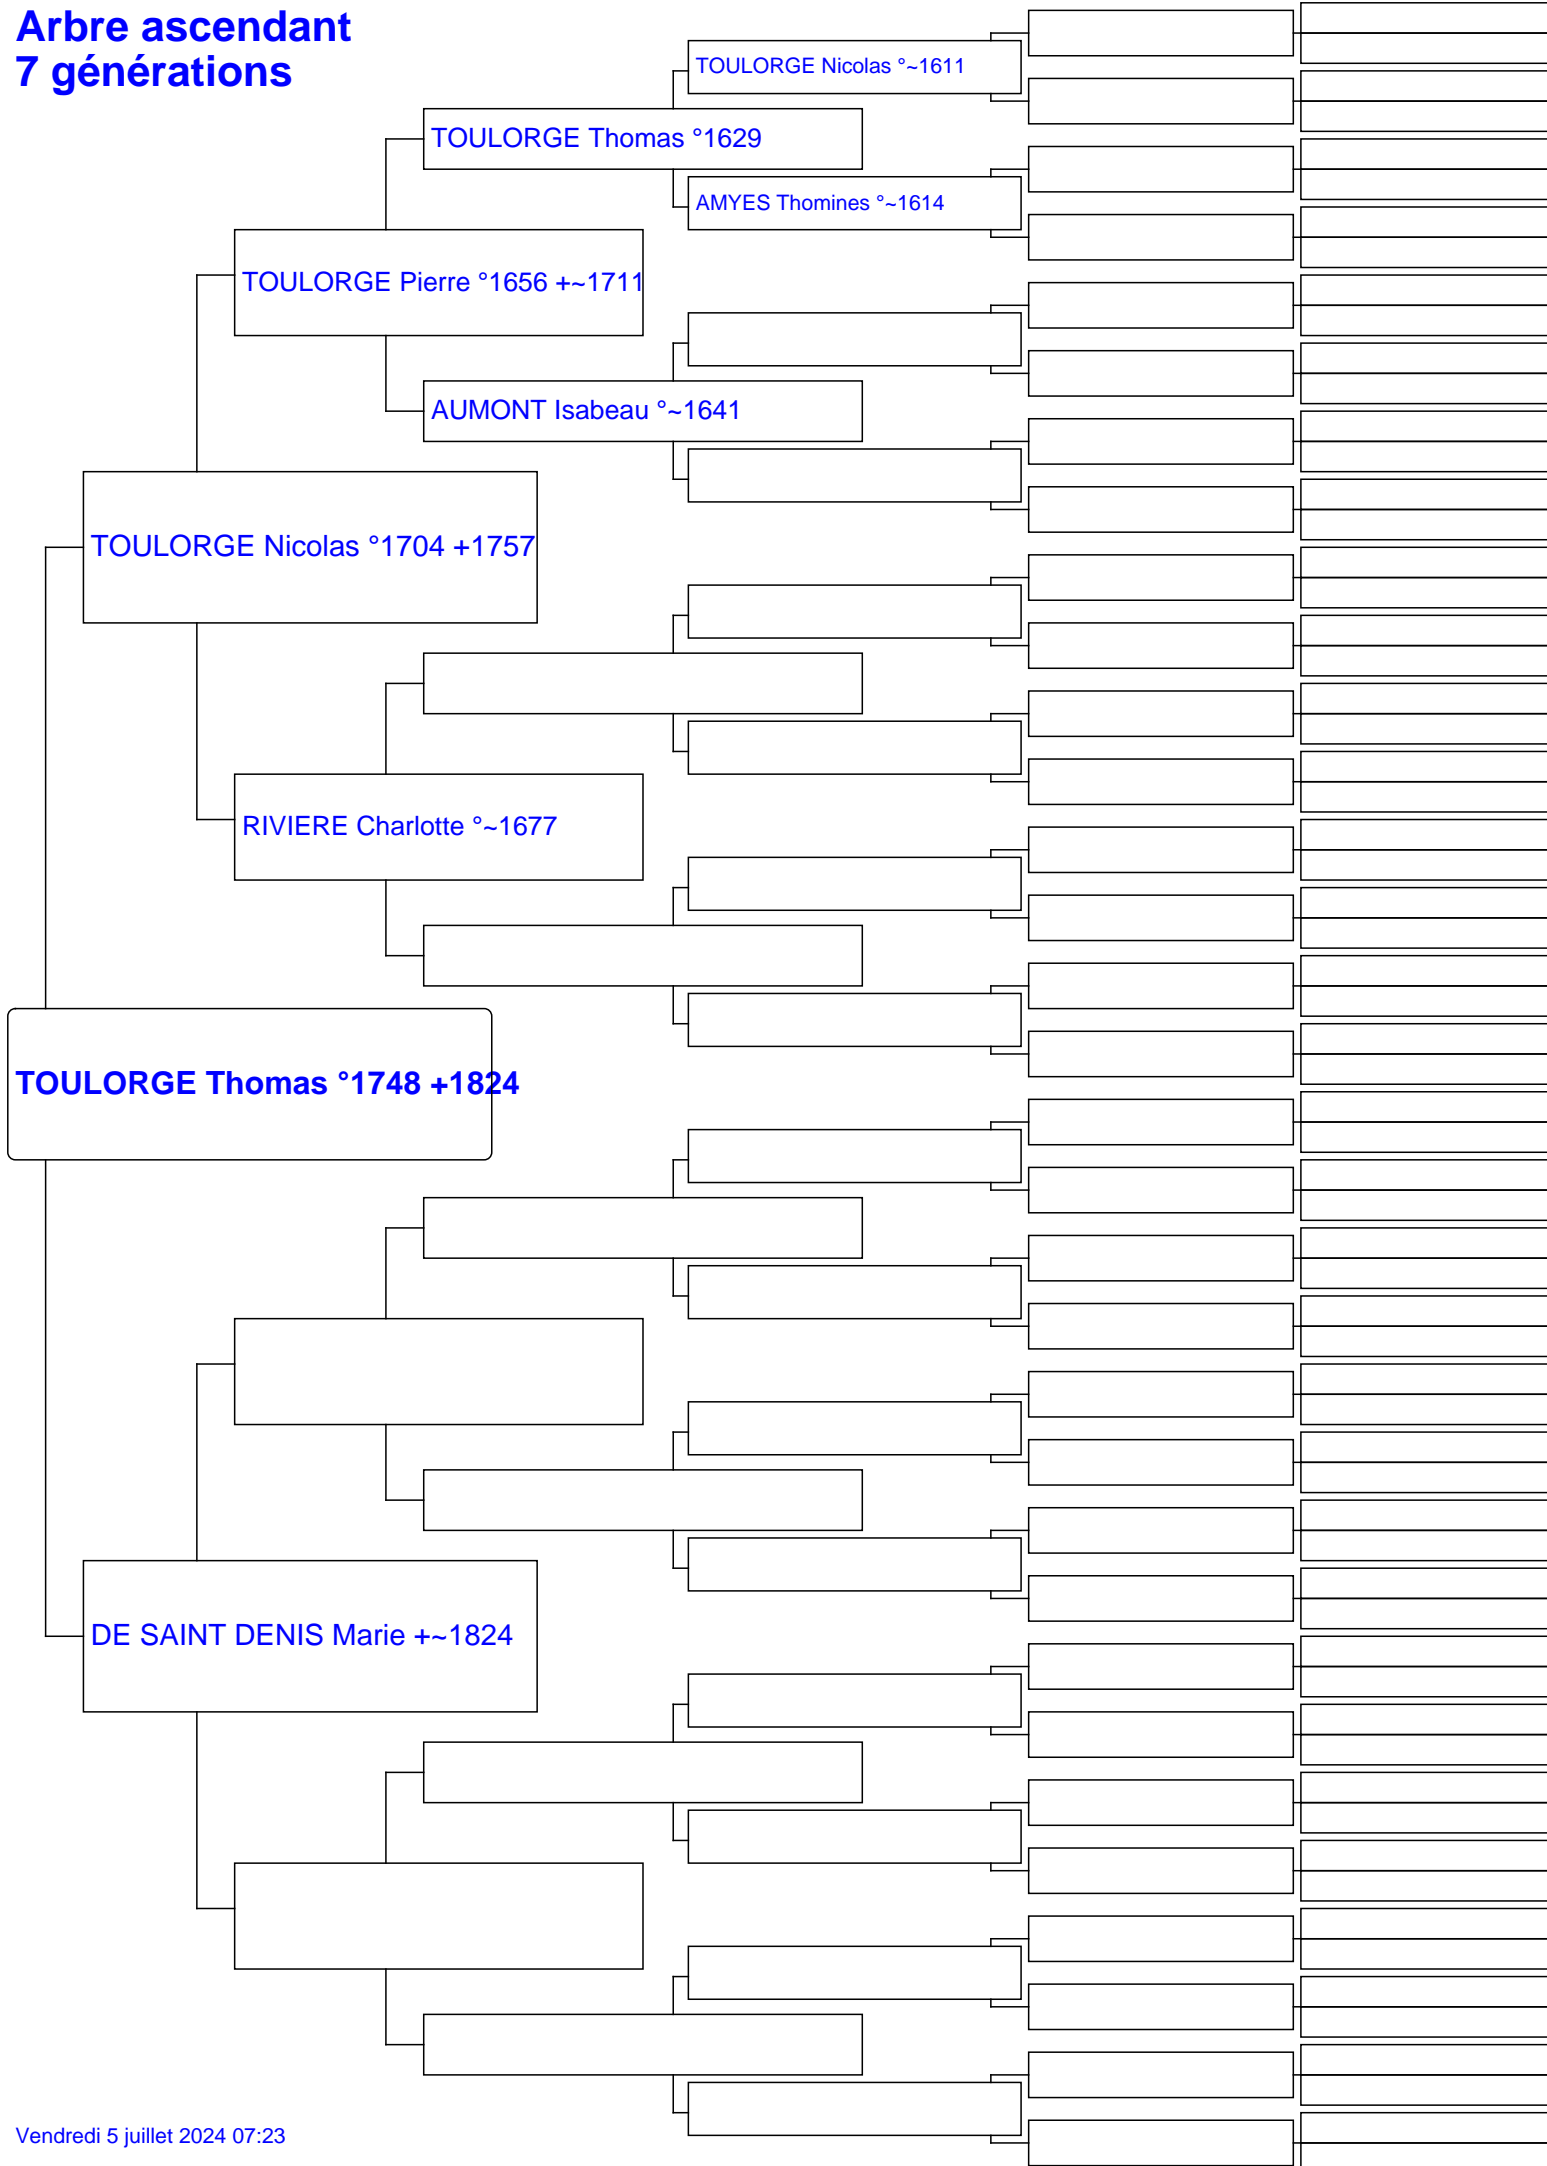 Arbre ascendant
7 générations
TOULORGE Nicolas °~1611
TOULORGE Thomas °1629
AMYES Thomines °~1614
TOULORGE Pierre °1656 +~1711
AUMONT Isabeau °~1641
TOULORGE Nicolas °1704 +1757
RIVIERE Charlotte °~1677
TOULORGE Thomas °1748 +1824
DE SAINT DENIS Marie +~1824
Vendredi 5 juillet 2024 07:23